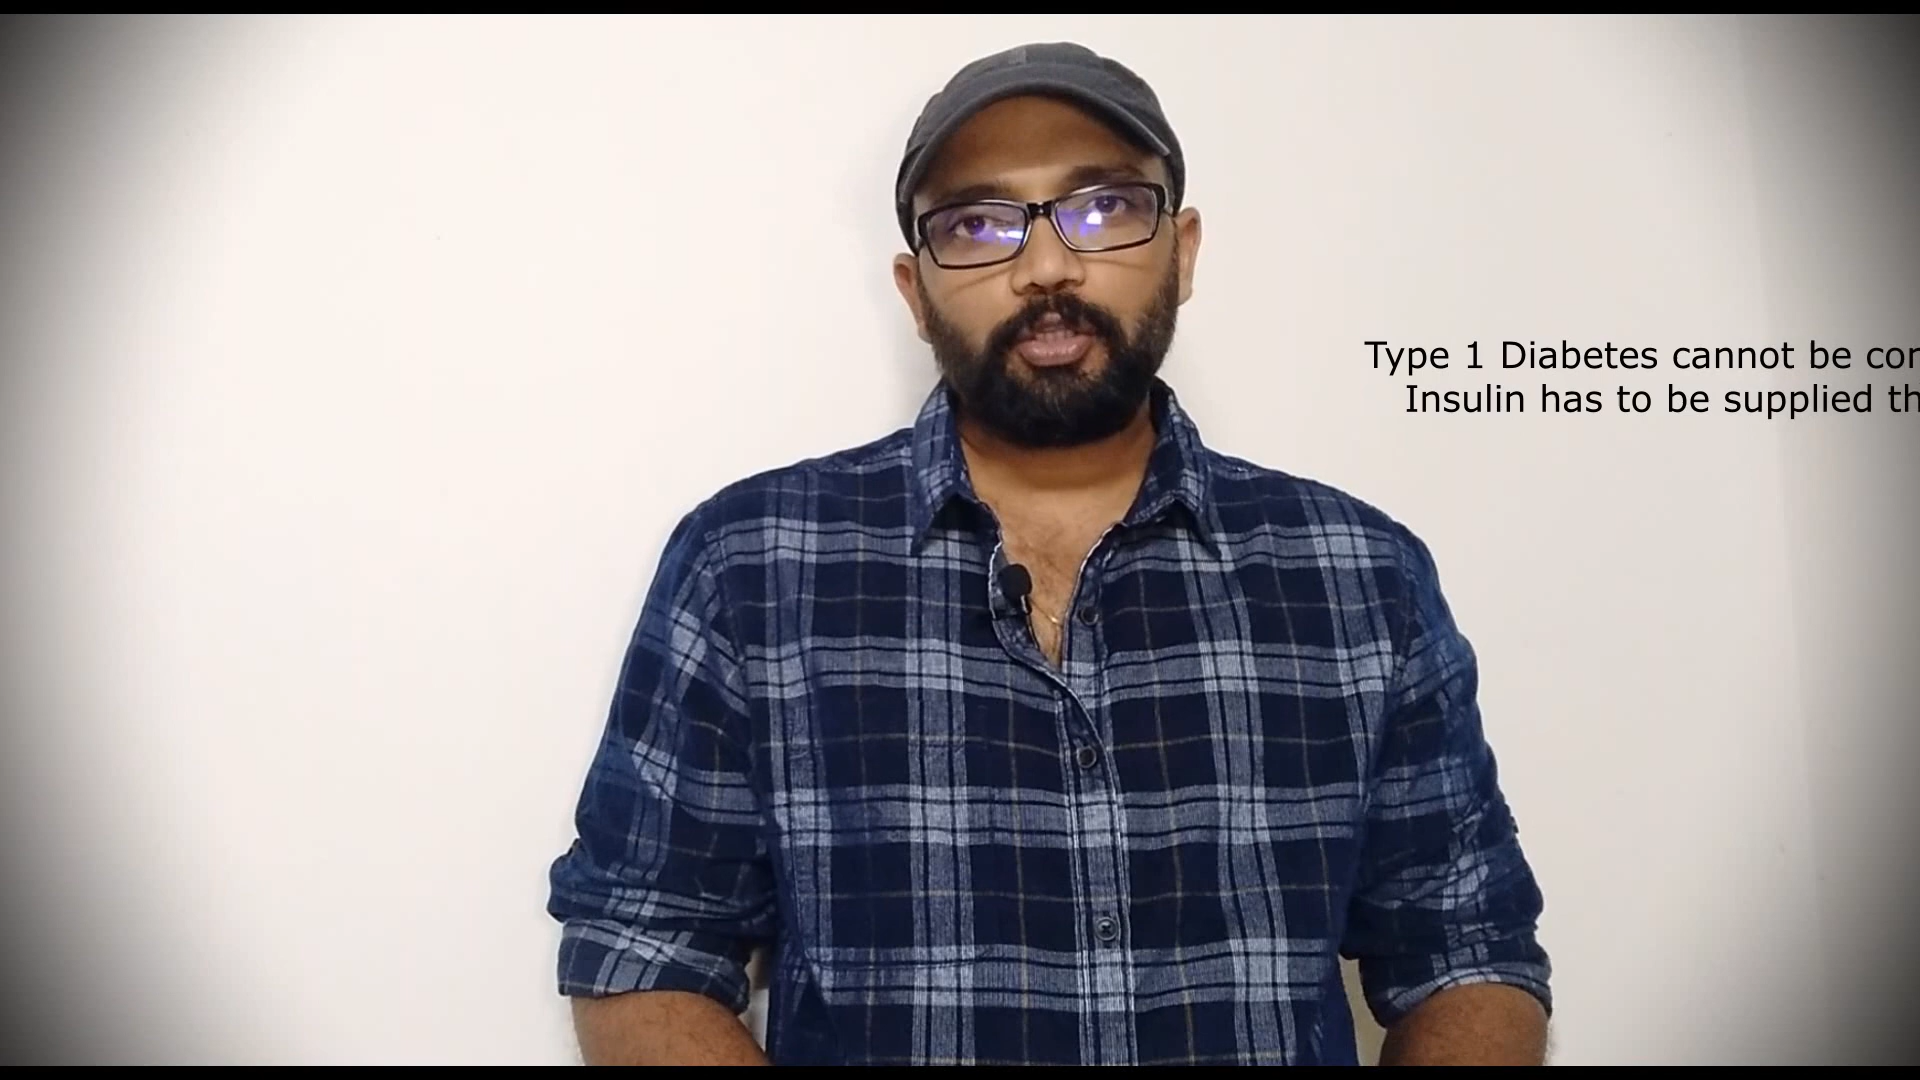 Type 1 Diabetes cannot be
Insulin has to be supplied